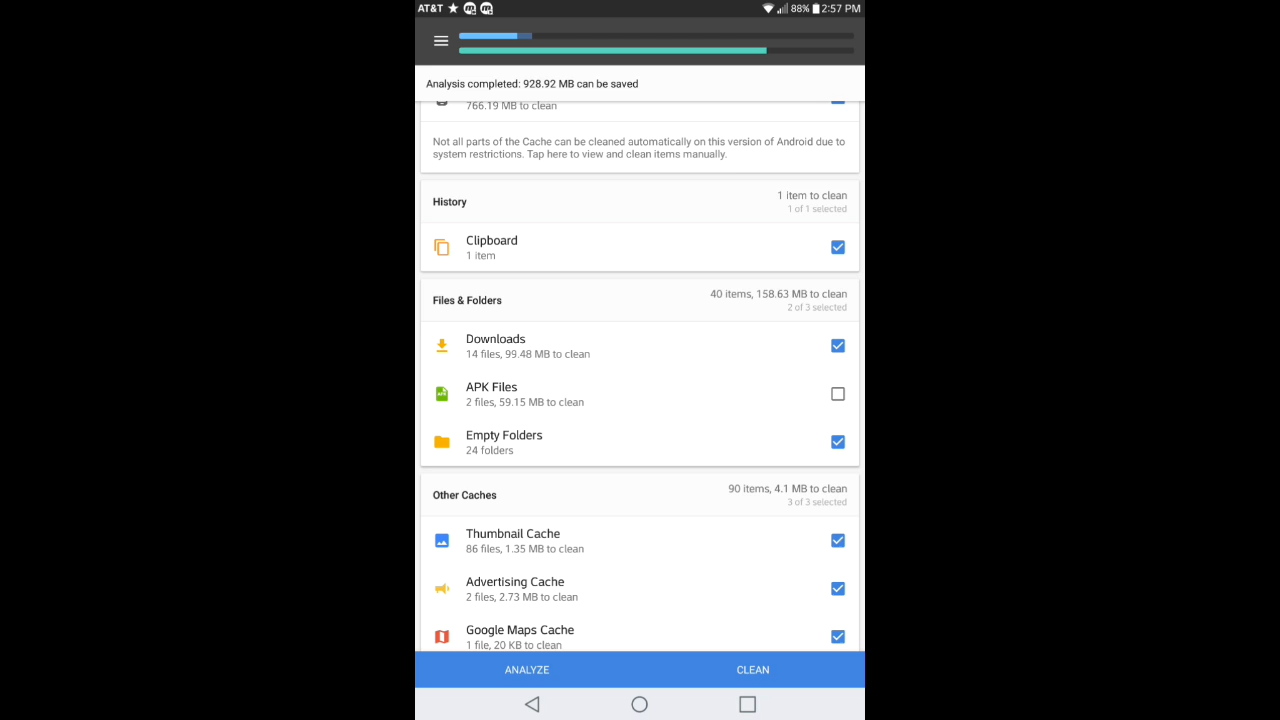 AT&T 88% 2:57 PM
Analysis completed: 928.92 MB can be saved
766.19 MB to clean
Not all parts of the Cache can be cleaned automatically on this version of Android due to
system restrictions. Tap here to view and clean items manually.
History
1 item to clean
1 of 1 selected
Clipboard
1 item
Files & Folders
40 items, 158.63 MB to clean
2 of 3 selected
Downloads
14 files, 99.48 MB to clean
APK Files
2 files, 59.15 MB to clean
Empty Folders
24 folders
Other Caches
90 items, 4.1 MB to clean
3 of 3 selected
Thumbnail Cache
86 files, 1.35 MB to clean
Advertising Cache
2 files, 2.73 MB to clean
Google Maps Cache
1 file, 20 KB to clean
ANALYZE CLEAN